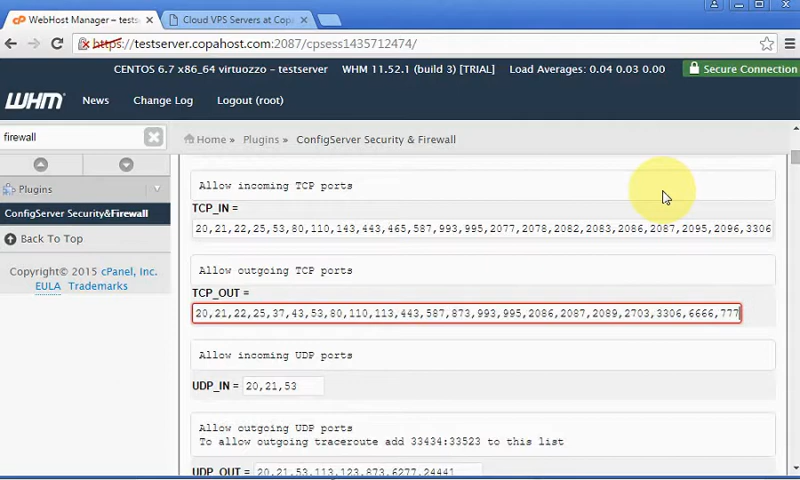 WebHost Manager – tests
Cloud VPS Servers at Copa
https://testserver.copahost.com:2087/cpsess1435712474/
CENTOS 6.7 x86_64 virtuozzo – testserver WHM 11.52.1 (build 3) [TRIAL] Load Averages: 0.04 0.03 0.00 Secure Connection
WHM
News Change Log Logout (root)
firewall
Home » Plugins » ConfigServer Security & Firewall
Plugins
ConfigServer Security&Firewall
Back To Top
Copyright© 2015 cPanel, Inc.
EULA Trademarks
Allow incoming TCP ports
TCP_IN =
20,21,22,25,53,80,110,143,443,465,587,993,995,2077,2078,2082,2083,2086,2087,2095,2096,3306
Allow outgoing TCP ports
TCP_OUT =
20,21,22,25,37,43,53,80,110,113,443,587,873,993,995,2086,2087,2089,2703,3306,6666,777
Allow incoming UDP ports
UDP_IN = 20,21,53
Allow outgoing UDP ports
To allow outgoing traceroute add 33434:33523 to this list
UDP_OUT = 20,21,53,113,123,873,6277,24441